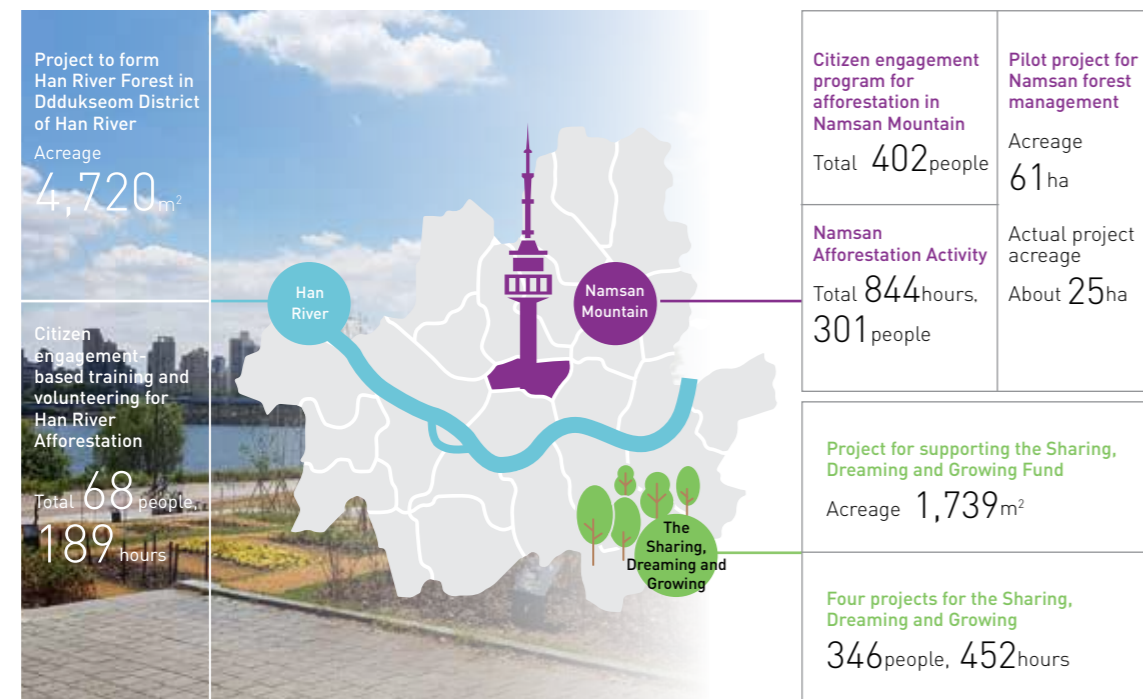 Project to form
Han River Forest in
Dddukseom District
of Han River
Acreage
4,720m²
Citizen
engagement-
based training and
volunteering for
Han River
Afforestation
Total 68 people,
189 hours
Han
River
Namsan
Mountain
The
Sharing,
Dreaming and
Growing
Citizen engagement
program for
afforestation in
Namsan Mountain
Total 402people
Pilot project for
Namsan forest
management
Acreage
61ha
Actual project
acreage
About 25ha
Namsan
Afforestation Activity
Total 844hours,
301people
Project for supporting the Sharing,
Dreaming and Growing Fund
Acreage 1,739m²
Four projects for the Sharing,
Dreaming and Growing
346people, 452hours